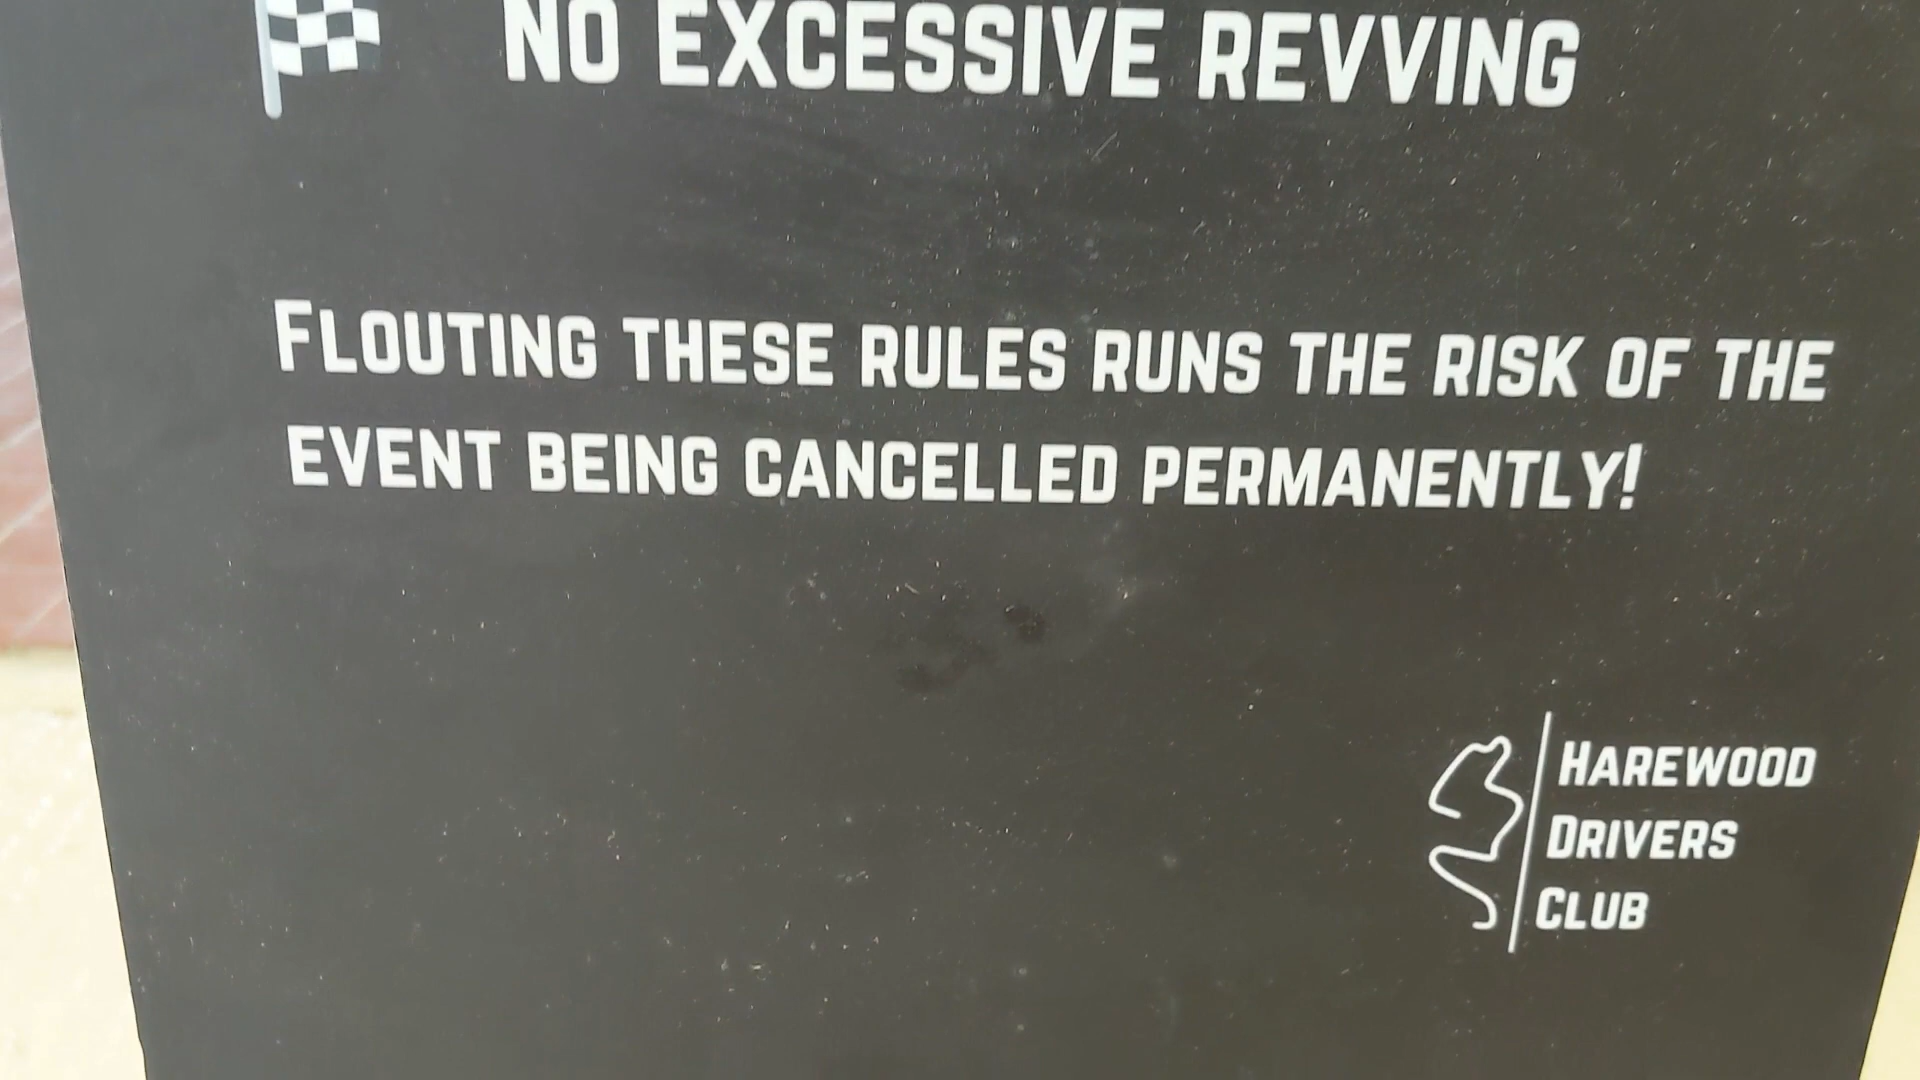 NO EXCESSIVE REVVING
FLOUTING THESE RULES RUNS THE RISK OF THE
EVENT BEING CANCELLED PERMANENTLY!
HAREWOOD
DRIVERS
CLUB